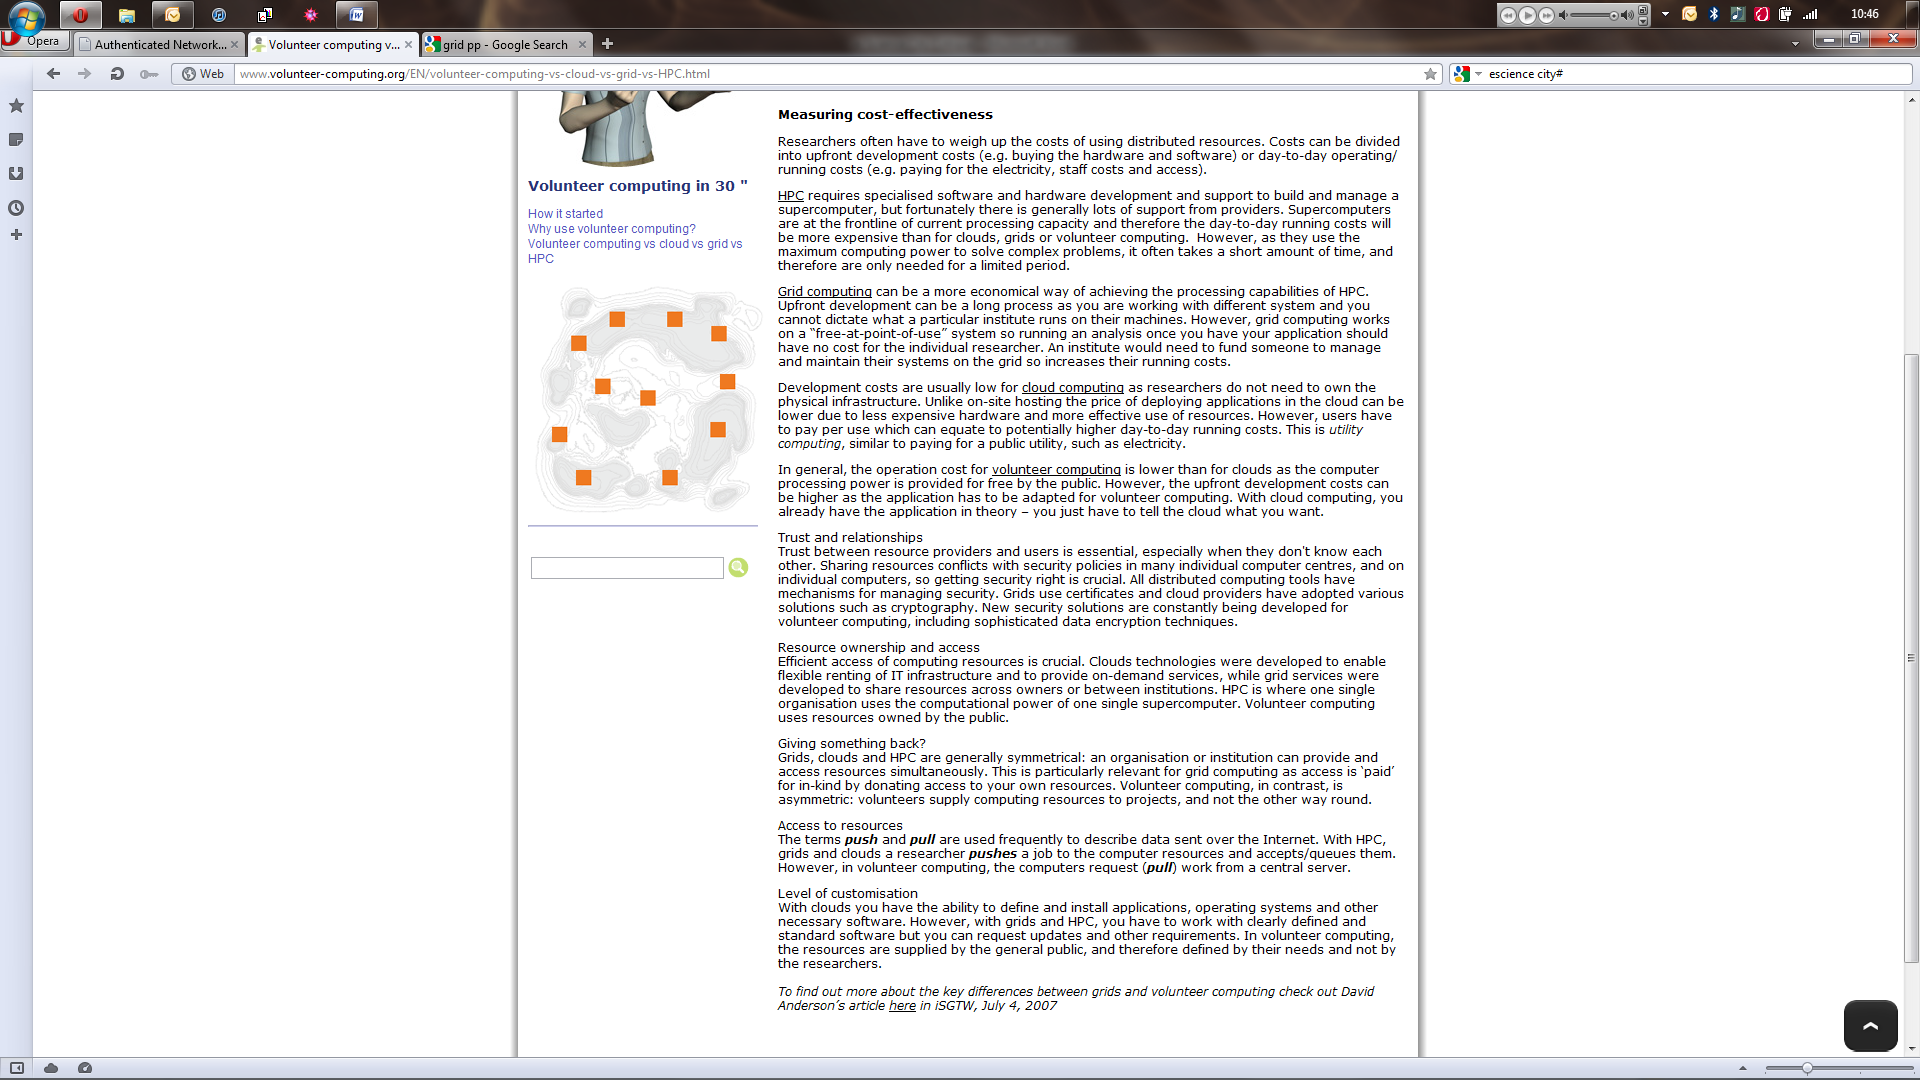 10:46
Opera
Authenticated Network...
Volunteer computing v...
grid pp - Google Search
Web
www.volunteer-computing.org/EN/volunteer-computing-vs-cloud-vs-grid-vs-HPC.html
escience city#
Volunteer computing in 30 "
How it started
Why use volunteer computing?
Volunteer computing vs cloud vs grid vs
HPC
Measuring cost-effectiveness
Researchers often have to weigh up the costs of using distributed resources. Costs can be divided
into upfront development costs (e.g. buying the hardware and software) or day-to-day operating/
running costs (e.g. paying for the electricity, staff costs and access).
HPC requires specialised software and hardware development and support to build and manage a
supercomputer, but fortunately there is generally lots of support from providers. Supercomputers
are at the frontline of current processing capacity and therefore the day-to-day running costs will
be more expensive than for clouds, grids or volunteer computing.  However, as they use the
maximum computing power to solve complex problems, it often takes a short amount of time, and
therefore are only needed for a limited period.
Grid computing can be a more economical way of achieving the processing capabilities of HPC.
Upfront development can be a long process as you are working with different system and you
cannot dictate what a particular institute runs on their machines. However, grid computing works
on a “free-at-point-of-use” system so running an analysis once you have your application should
have no cost for the individual researcher. An institute would need to fund someone to manage
and maintain their systems on the grid so increases their running costs.
Development costs are usually low for cloud computing as researchers do not need to own the
physical infrastructure. Unlike on-site hosting the price of deploying applications in the cloud can be
lower due to less expensive hardware and more effective use of resources. However, users have
to pay per use which can equate to potentially higher day-to-day running costs. This is utility
computing, similar to paying for a public utility, such as electricity.
In general, the operation cost for volunteer computing is lower than for clouds as the computer
processing power is provided for free by the public. However, the upfront development costs can
be higher as the application has to be adapted for volunteer computing. With cloud computing, you
already have the application in theory – you just have to tell the cloud what you want.
Trust and relationships
Trust between resource providers and users is essential, especially when they don't know each
other. Sharing resources conflicts with security policies in many individual computer centres, and on
individual computers, so getting security right is crucial. All distributed computing tools have
mechanisms for managing security. Grids use certificates and cloud providers have adopted various
solutions such as cryptography. New security solutions are constantly being developed for
volunteer computing, including sophisticated data encryption techniques.
Resource ownership and access
Efficient access of computing resources is crucial. Clouds technologies were developed to enable
flexible renting of IT infrastructure and to provide on-demand services, while grid services were
developed to share resources across owners or between institutions. HPC is where one single
organisation uses the computational power of one single supercomputer. Volunteer computing
uses resources owned by the public.
Giving something back?
Grids, clouds and HPC are generally symmetrical: an organisation or institution can provide and
access resources simultaneously. This is particularly relevant for grid computing as access is ‘paid’
for in-kind by donating access to your own resources. Volunteer computing, in contrast, is
asymmetric: volunteers supply computing resources to projects, and not the other way round.
Access to resources
The terms push and pull are used frequently to describe data sent over the Internet. With HPC,
grids and clouds a researcher pushes a job to the computer resources and accepts/queues them.
However, in volunteer computing, the computers request (pull) work from a central server.
Level of customisation
With clouds you have the ability to define and install applications, operating systems and other
necessary software. However, with grids and HPC, you have to work with clearly defined and
standard software but you can request updates and other requirements. In volunteer computing,
the resources are supplied by the general public, and therefore defined by their needs and not by
the researchers.
To find out more about the key differences between grids and volunteer computing check out David
Anderson’s article here in iSGTW, July 4, 2007